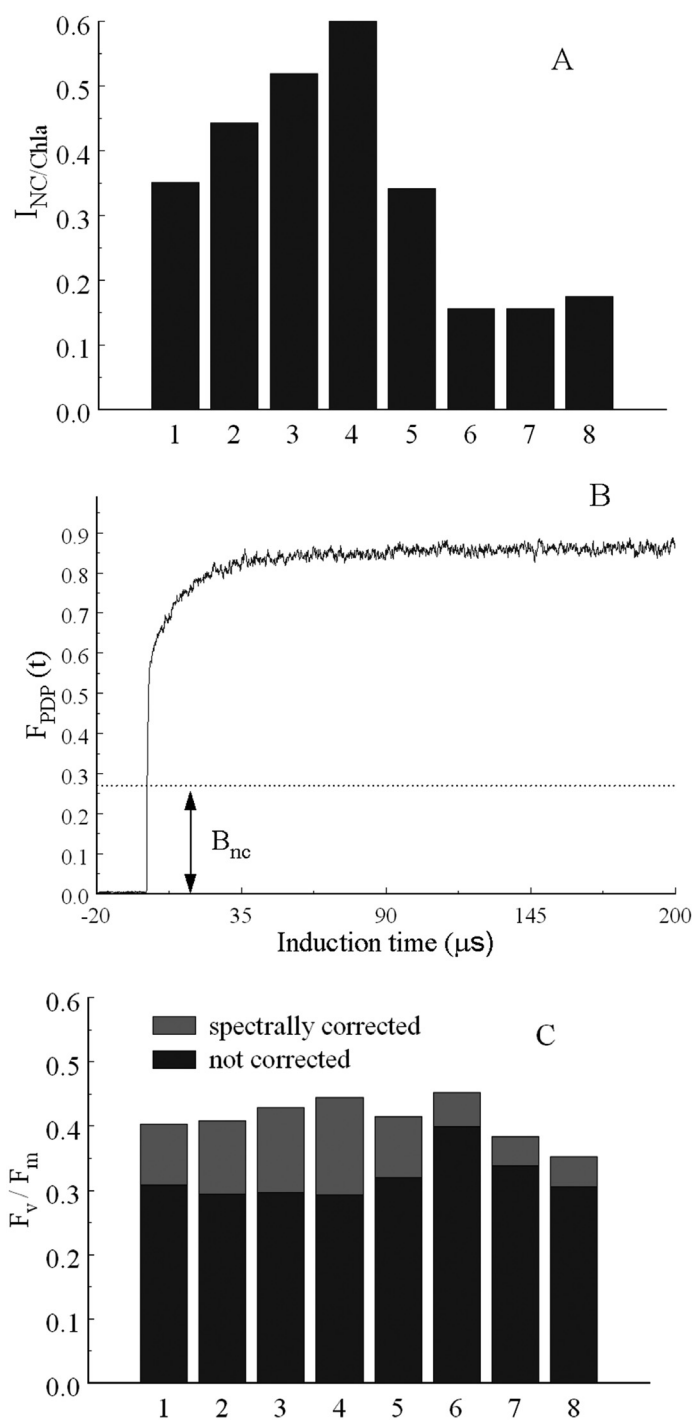 A
I_NC/Chla
0.6
0.5
0.4
0.3
0.2
0.1
0.0
1 2 3 4 5 6 7 8
B
F_PDP (t)
0.9
0.8
0.7
0.6
0.5
0.4
0.3
0.2
0.1
0.0
B_nc
-20 35 90 145 200
Induction time (μs)
C
F_v / F_m
0.6
0.5
0.4
0.3
0.2
0.1
0.0
spectrally corrected
not corrected
1 2 3 4 5 6 7 8